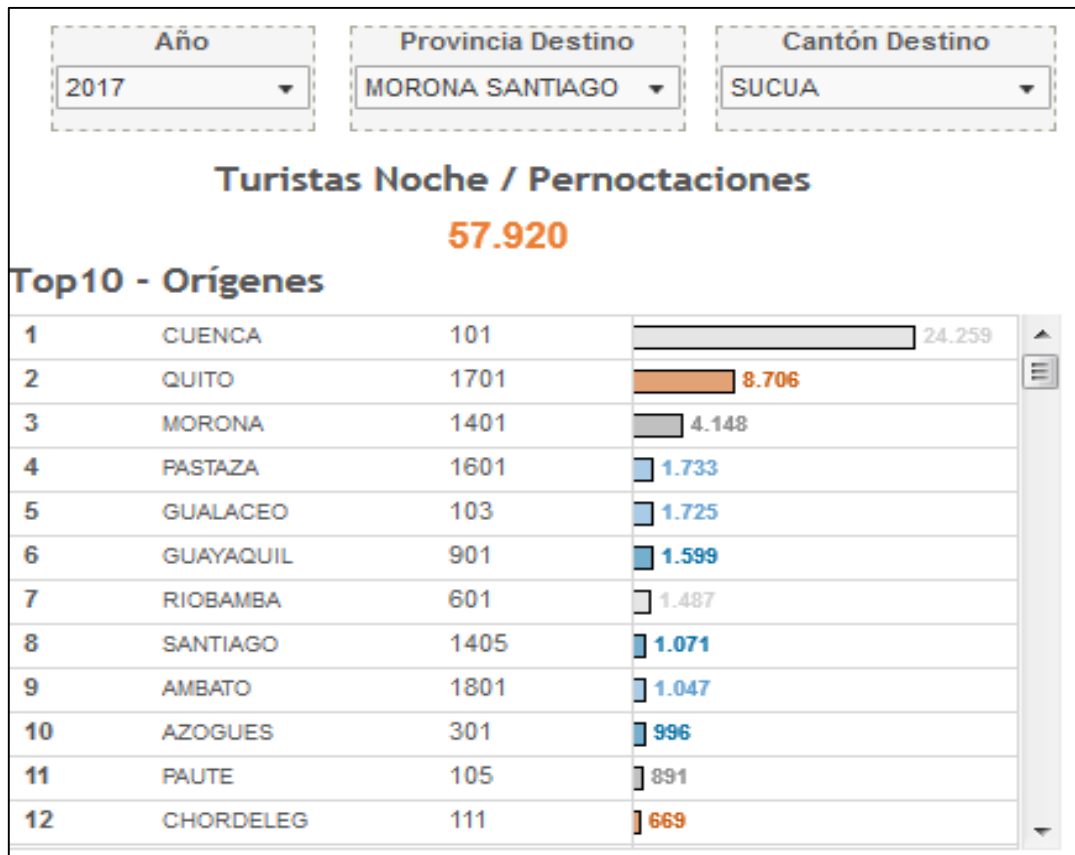 Año Provincia Destino Cantón Destino
2017 MORONA SANTIAGO SUCUA
Turistas Noche / Pernoctaciones
57.920
Top10 - Orígenes
1 CUENCA 101 24.259
2 QUITO 1701 8.706
3 MORONA 1401 4.148
4 PASTAZA 1601 1.733
5 GUALACEO 103 1.725
6 GUAYAQUIL 901 1.599
7 RIOBAMBA 601 1.487
8 SANTIAGO 1405 1.071
9 AMBATO 1801 1.047
10 AZOGUES 301 996
11 PAUTE 105 891
12 CHORDELEG 111 669